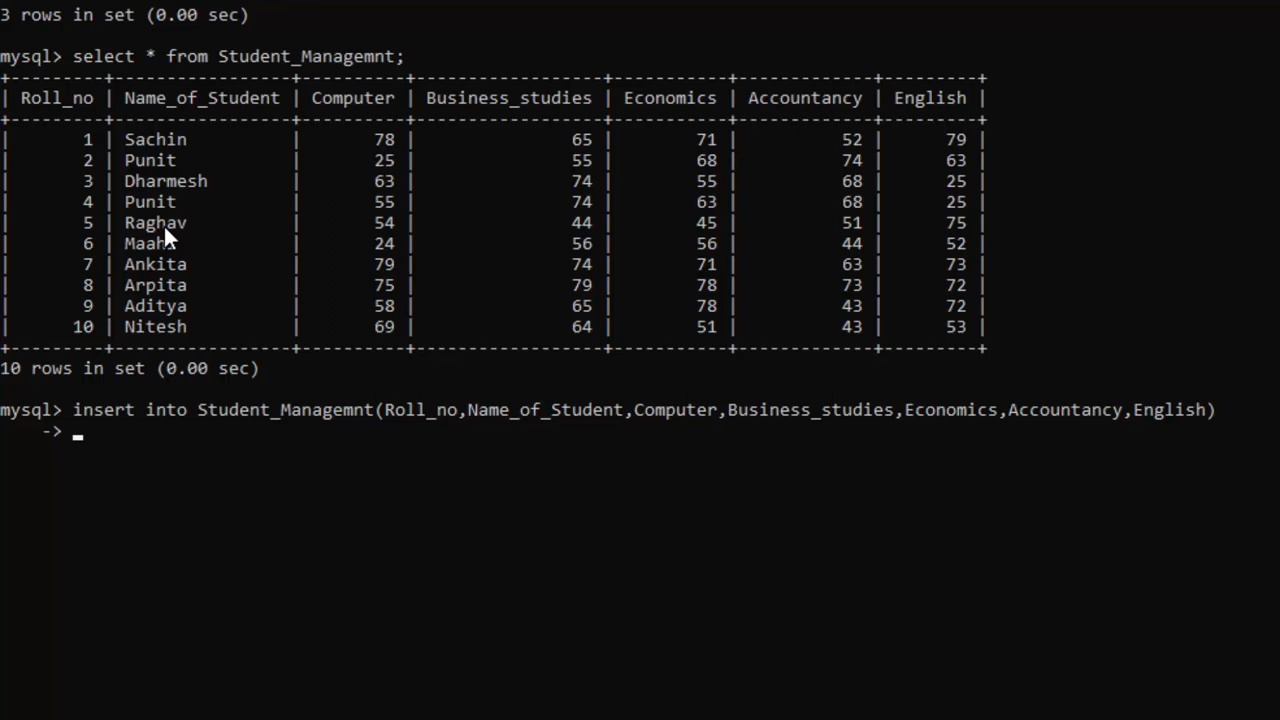 3 rows in set (0.00 sec)
mysql> select * from Student_Managemnt;
+---------+-----------------+----------+------------------+-----------+-------------+---------+
| Roll_no | Name_of_Student | Computer | Business_studies | Economics | Accountancy | English |
+---------+-----------------+----------+------------------+-----------+-------------+---------+
| 1 | Sachin | 78 | 65 | 71 | 52 | 79 |
| 2 | Punit | 25 | 55 | 68 | 74 | 63 |
| 3 | Dharmesh | 63 | 74 | 55 | 68 | 25 |
| 4 | Punit | 55 | 74 | 63 | 68 | 25 |
| 5 | Raghav | 54 | 44 | 45 | 51 | 75 |
| 6 | | 24 | 56 | 56 | 44 | 52 |
| 7 | Ankita | 79 | 74 | 71 | 63 | 73 |
| 8 | Arpita | 75 | 79 | 78 | 73 | 72 |
| 9 | Aditya | 58 | 65 | 78 | 43 | 72 |
| 10 | Nitesh | 69 | 64 | 51 | 43 | 53 |
+---------+-----------------+----------+------------------+-----------+-------------+---------+
10 rows in set (0.00 sec)
mysql> insert into Student_Managemnt(Roll_no,Name_of_Student,Computer,Business_studies,Economics,Accountancy,English)
-> _